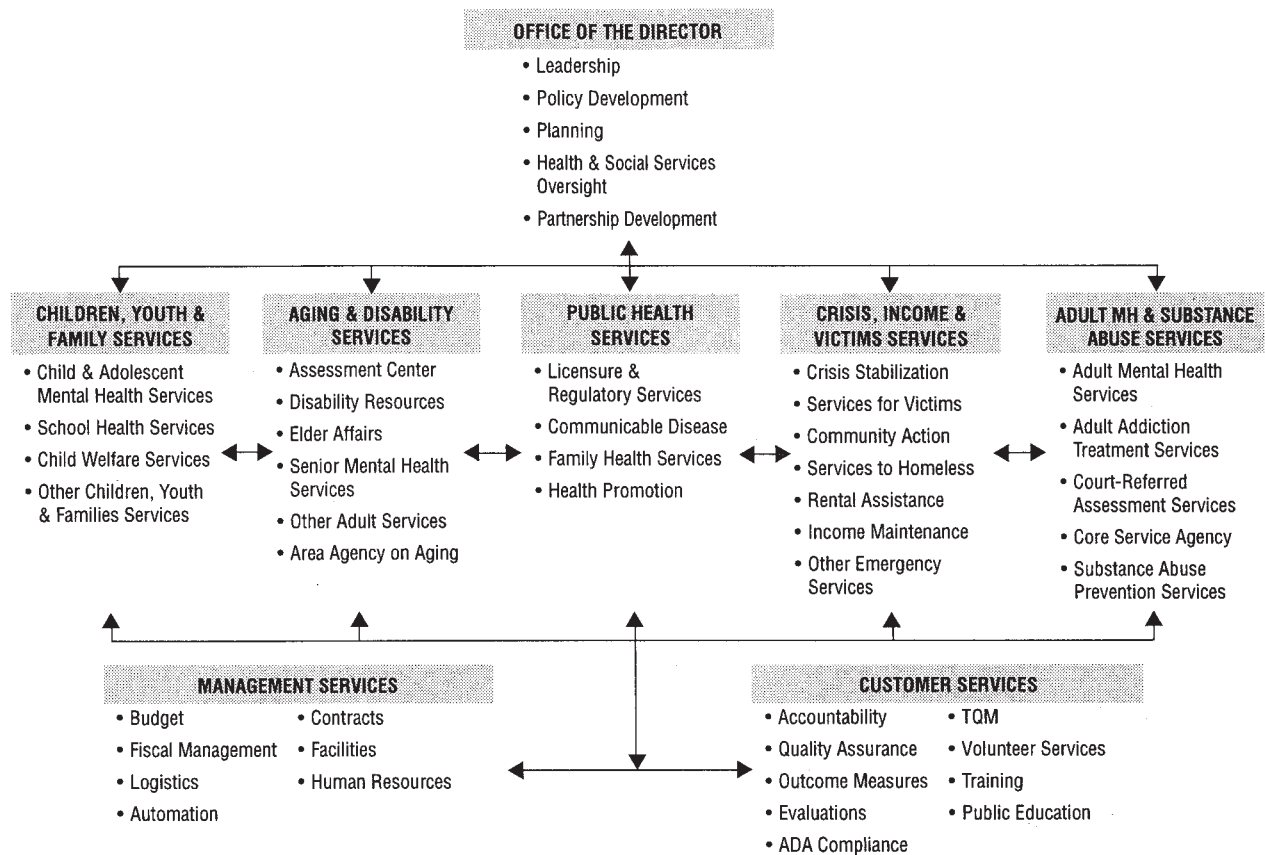 OFFICE OF THE DIRECTOR
• Leadership
• Policy Development
• Planning
• Health & Social Services
Oversight
• Partnership Development
CHILDREN, YOUTH &
FAMILY SERVICES
• Child & Adolescent
Mental Health Services
• School Health Services
• Child Welfare Services
• Other Children, Youth
& Families Services
AGING & DISABILITY
SERVICES
• Assessment Center
• Disability Resources
• Elder Affairs
• Senior Mental Health
Services
• Other Adult Services
• Area Agency on Aging
PUBLIC HEALTH
SERVICES
• Licensure &
Regulatory Services
• Communicable Disease
• Family Health Services
• Health Promotion
CRISIS, INCOME &
VICTIMS SERVICES
• Crisis Stabilization
• Services for Victims
• Community Action
• Services to Homeless
• Rental Assistance
• Income Maintenance
• Other Emergency
Services
ADULT MH & SUBSTANCE
ABUSE SERVICES
• Adult Mental Health
Services
• Adult Addiction
Treatment Services
• Court-Referred
Assessment Services
• Core Service Agency
• Substance Abuse
Prevention Services
MANAGEMENT SERVICES
• Budget
• Fiscal Management
• Logistics
• Automation
• Contracts
• Facilities
• Human Resources
CUSTOMER SERVICES
• Accountability
• Quality Assurance
• Outcome Measures
• Evaluations
• ADA Compliance
• TQM
• Volunteer Services
• Training
• Public Education